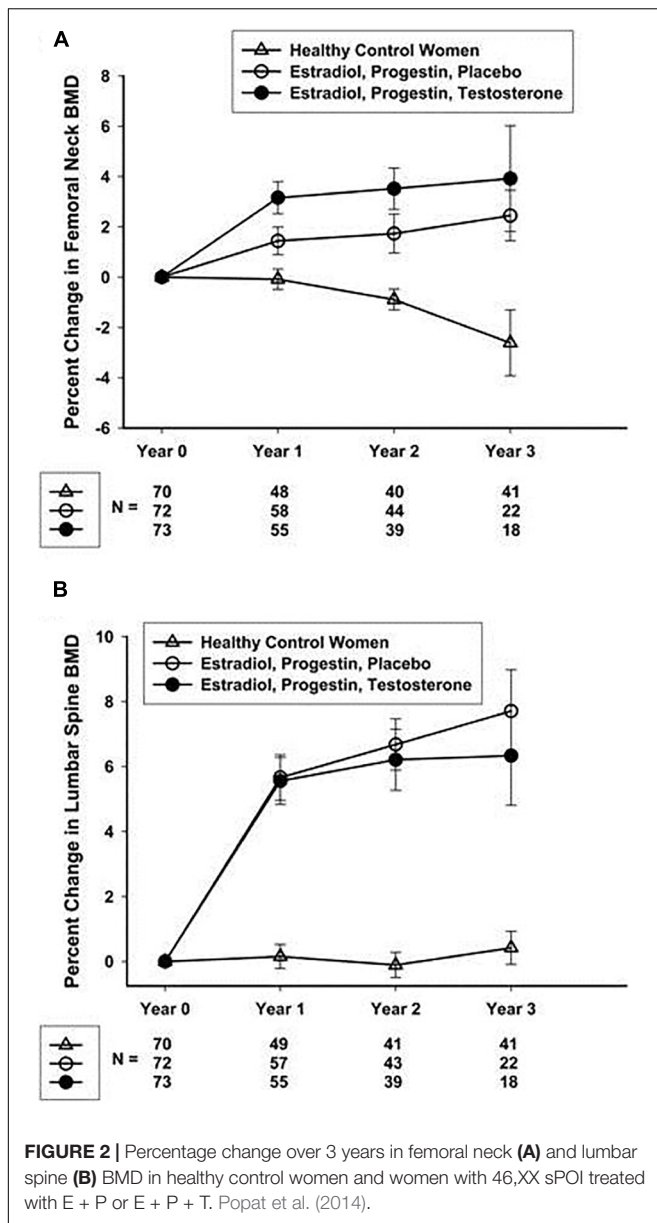 A
Healthy Control Women
Estradiol, Progestin, Placebo
Estradiol, Progestin, Testosterone
Percent Change in Femoral Neck BMD
8
6
4
2
0
-2
-4
-6
Year 0 Year 1 Year 2 Year 3
N =
70 48 40 41
72 58 44 22
73 55 39 18
B
Healthy Control Women
Estradiol, Progestin, Placebo
Estradiol, Progestin, Testosterone
Percent Change in Lumbar Spine BMD
10
8
6
4
2
0
Year 0 Year 1 Year 2 Year 3
N =
70 49 41 41
72 57 43 22
73 55 39 18
FIGURE 2 | Percentage change over 3 years in femoral neck (A) and lumbar
spine (B) BMD in healthy control women and women with 46,XX sPOI treated
with E + P or E + P + T. Popat et al. (2014).